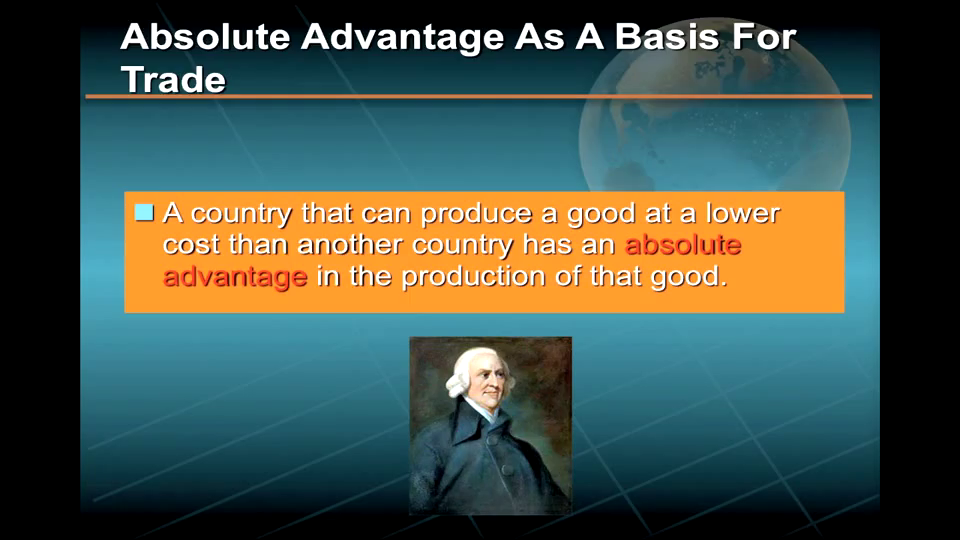 Absolute Advantage As A Basis For
Trade
A country that can produce a good at a lower
cost than another country has an absolute
advantage in the production of that good.